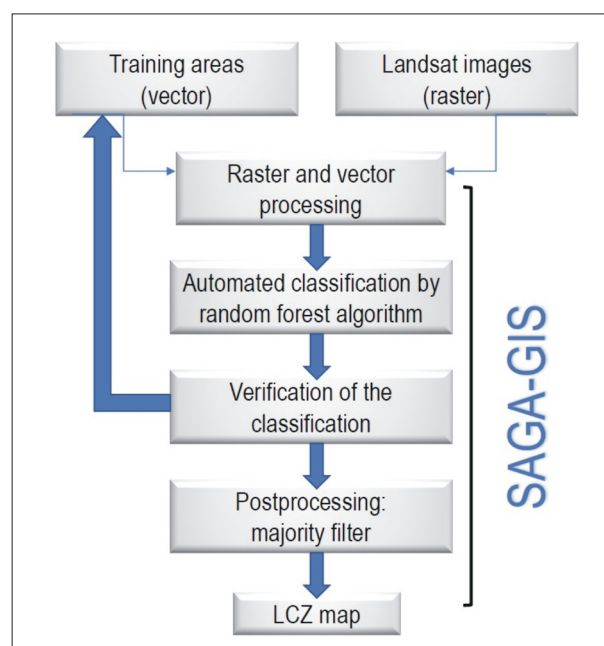 Training areas
(vector)
Landsat images
(raster)
Raster and vector
processing
Automated classification by
random forest algorithm
Verification of the
classification
Postprocessing:
majority filter
LCZ map
SAGA-GIS